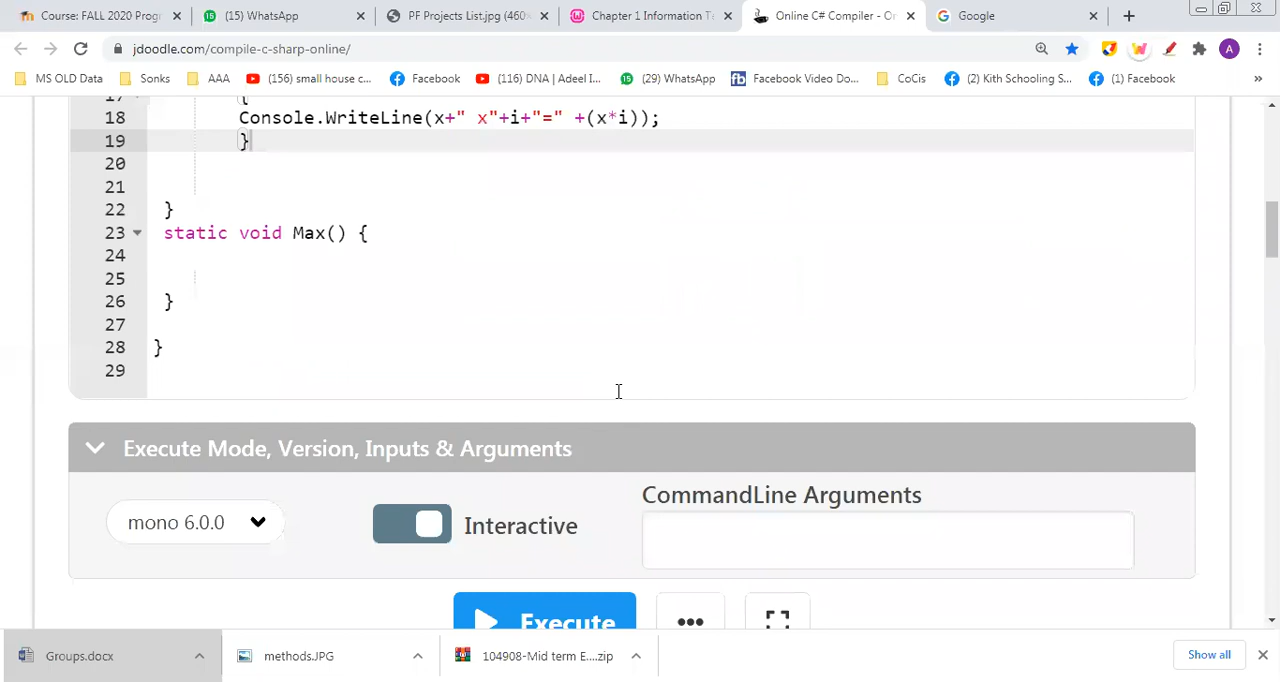 Course: FALL 2020 Progr
(15) WhatsApp
PF Projects List.jpg (460×
Chapter 1 Information Te
Online C# Compiler - On
Google
jdoodle.com/compile-c-sharp-online/
A
MS OLD Data
Sonks
AAA
(156) small house c...
Facebook
(116) DNA | Adeel I...
(29) WhatsApp
Facebook Video Do...
CoCis
(2) Kith Schooling S...
(1) Facebook
»
17 {
18 Console.WriteLine(x+" x"+i+"=" +(x*i));
19 }
20
21
22 }
23 static void Max() {
24
25
26 }
27
28 }
29
Execute Mode, Version, Inputs & Arguments
CommandLine Arguments
mono 6.0.0
Interactive
Execute
Groups.docx
methods.JPG
104908-Mid term E....zip
Show all